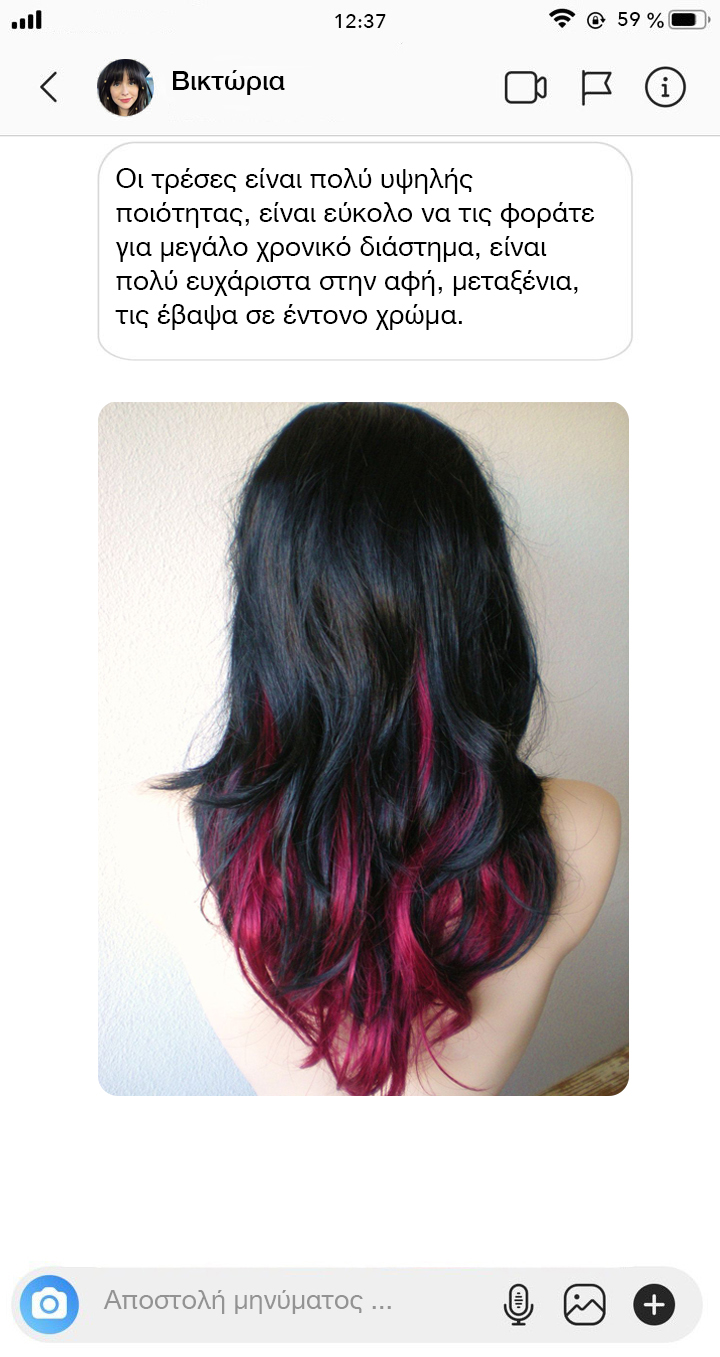 12:37
59 %
Βικτώρια
Οι τρέσες είναι πολύ υψηλής
ποιότητας, είναι εύκολο να τις φοράτε
για μεγάλο χρονικό διάστημα, είναι
πολύ ευχάριστα στην αφή, μεταξένια,
τις έβαψα σε έντονο χρώμα.
Αποστολή μηνύματος ...